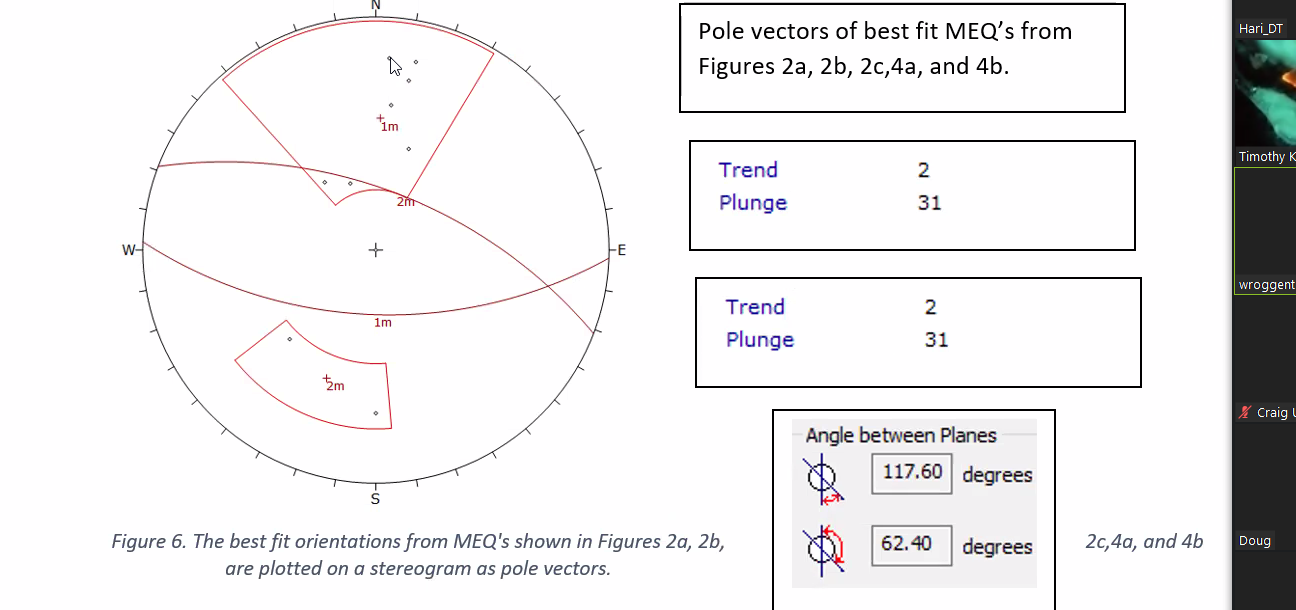 N
W
E
S
1m
2m
1m
2m
Pole vectors of best fit MEQ’s from
Figures 2a, 2b, 2c,4a, and 4b.
Trend 2
Plunge 31
Trend 2
Plunge 31
Angle between Planes
117.60 degrees
62.40 degrees
Figure 6. The best fit orientations from MEQ's shown in Figures 2a, 2b, 2c,4a, and 4b
are plotted on a stereogram as pole vectors.
Hari_DT
Timothy K
wroggent
Craig U
Doug